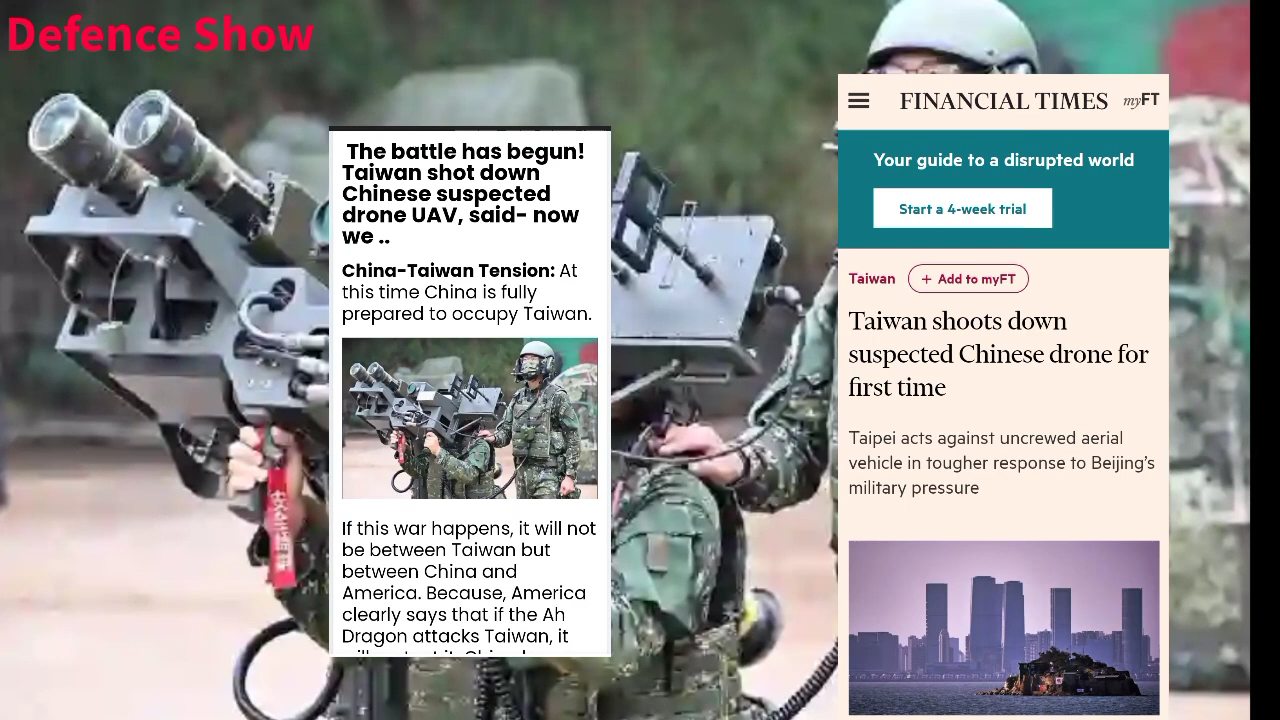 Defence Show
The battle has begun!
Taiwan shot down
Chinese suspected
drone UAV, said- now
we ..
China-Taiwan Tension: At
this time China is fully
prepared to occupy Taiwan.
If this war happens, it will not
be between Taiwan but
between China and
America. Because, America
clearly says that if the Ah
Dragon attacks Taiwan, it
FINANCIAL TIMES
myFT
Your guide to a disrupted world
Start a 4-week trial
Taiwan + Add to myFT
Taiwan shoots down
suspected Chinese drone for
first time
Taipei acts against uncrewed aerial
vehicle in tougher response to Beijing's
military pressure